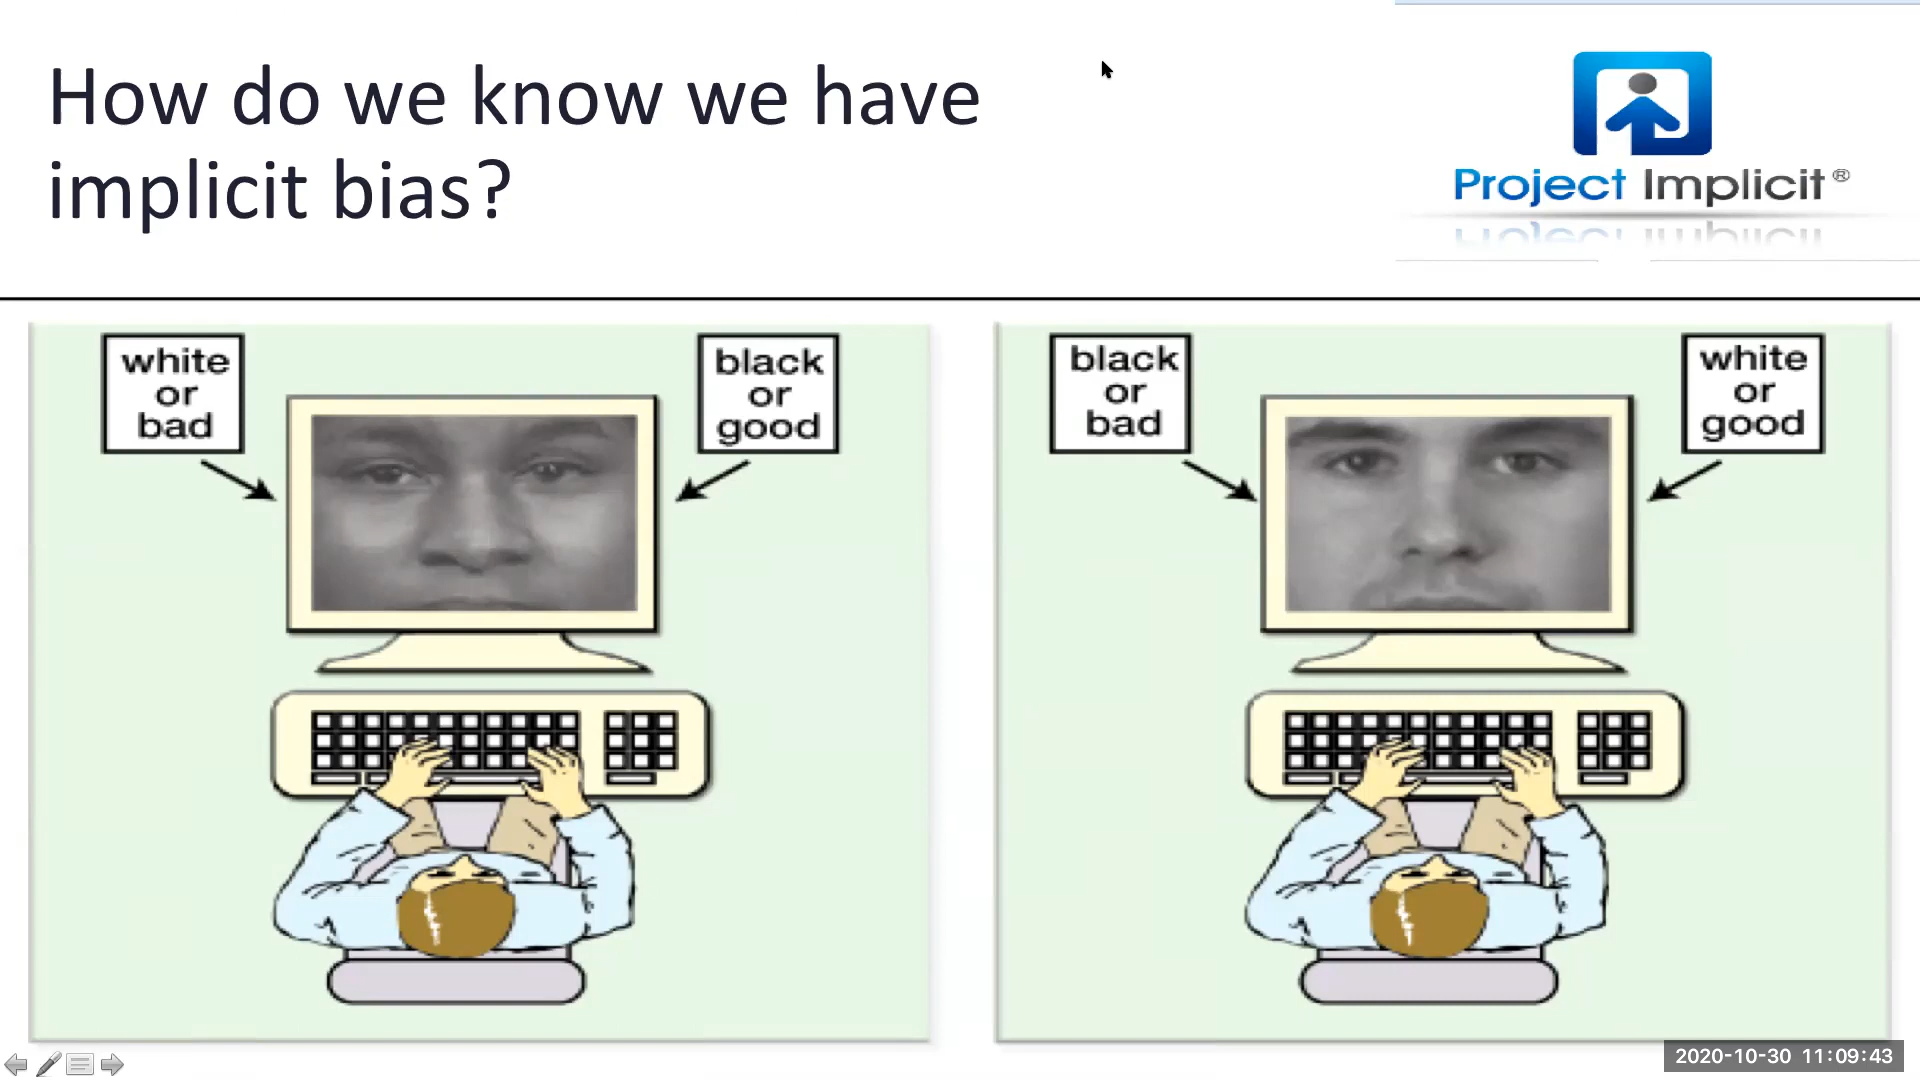 How do we know we have
implicit bias?
Project Implicit®
white
or
bad
black
or
good
black
or
bad
white
or
good
2020-10-30 11:09:43